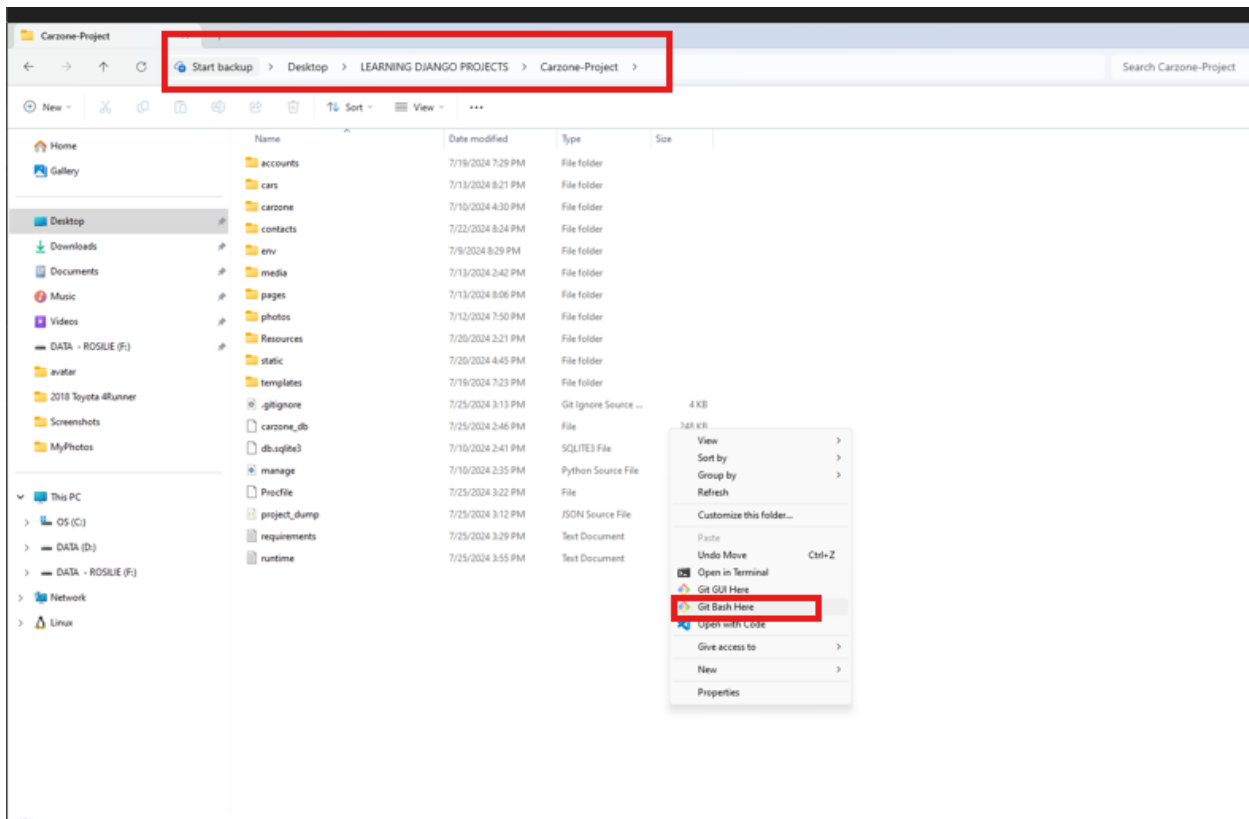 Carzone-Project
Start backup > Desktop > LEARNING DJANGO PROJECTS > Carzone-Project >
Search Carzone-Project
New
Sort
View
Name Date modified Type Size
Home
Gallery
Desktop
Downloads
Documents
Music
Videos
DATA - ROSILIE (F:)
avatar
2018 Toyota 4Runner
Screenshots
MyPhotos
This PC
OS (C:)
DATA (D:)
DATA - ROSILIE (F:)
Network
Linux
accounts 7/19/2024 7:29 PM File folder
cars 7/13/2024 8:21 PM File folder
carzone 7/10/2024 4:30 PM File folder
contacts 7/22/2024 8:24 PM File folder
env 7/9/2024 8:29 PM File folder
media 7/13/2024 2:42 PM File folder
pages 7/13/2024 8:06 PM File folder
photos 7/12/2024 7:50 PM File folder
Resources 7/20/2024 2:21 PM File folder
static 7/20/2024 4:45 PM File folder
templates 7/19/2024 7:23 PM File folder
.gitignore 7/25/2024 3:13 PM Git Ignore Source ... 4 KB
carzone_db 7/25/2024 2:46 PM File 248 KB
db.sqlite3 7/10/2024 2:41 PM SQLITE3 File
manage 7/10/2024 2:35 PM Python Source File
Procfile 7/25/2024 3:22 PM File
project_dump 7/25/2024 3:12 PM JSON Source File
requirements 7/25/2024 3:29 PM Text Document
runtime 7/25/2024 3:55 PM Text Document
View
Sort by
Group by
Refresh
Customize this folder...
Paste
Undo Move Ctrl+Z
Open in Terminal
Git GUI Here
Git Bash Here
Open with Code
Give access to
New
Properties